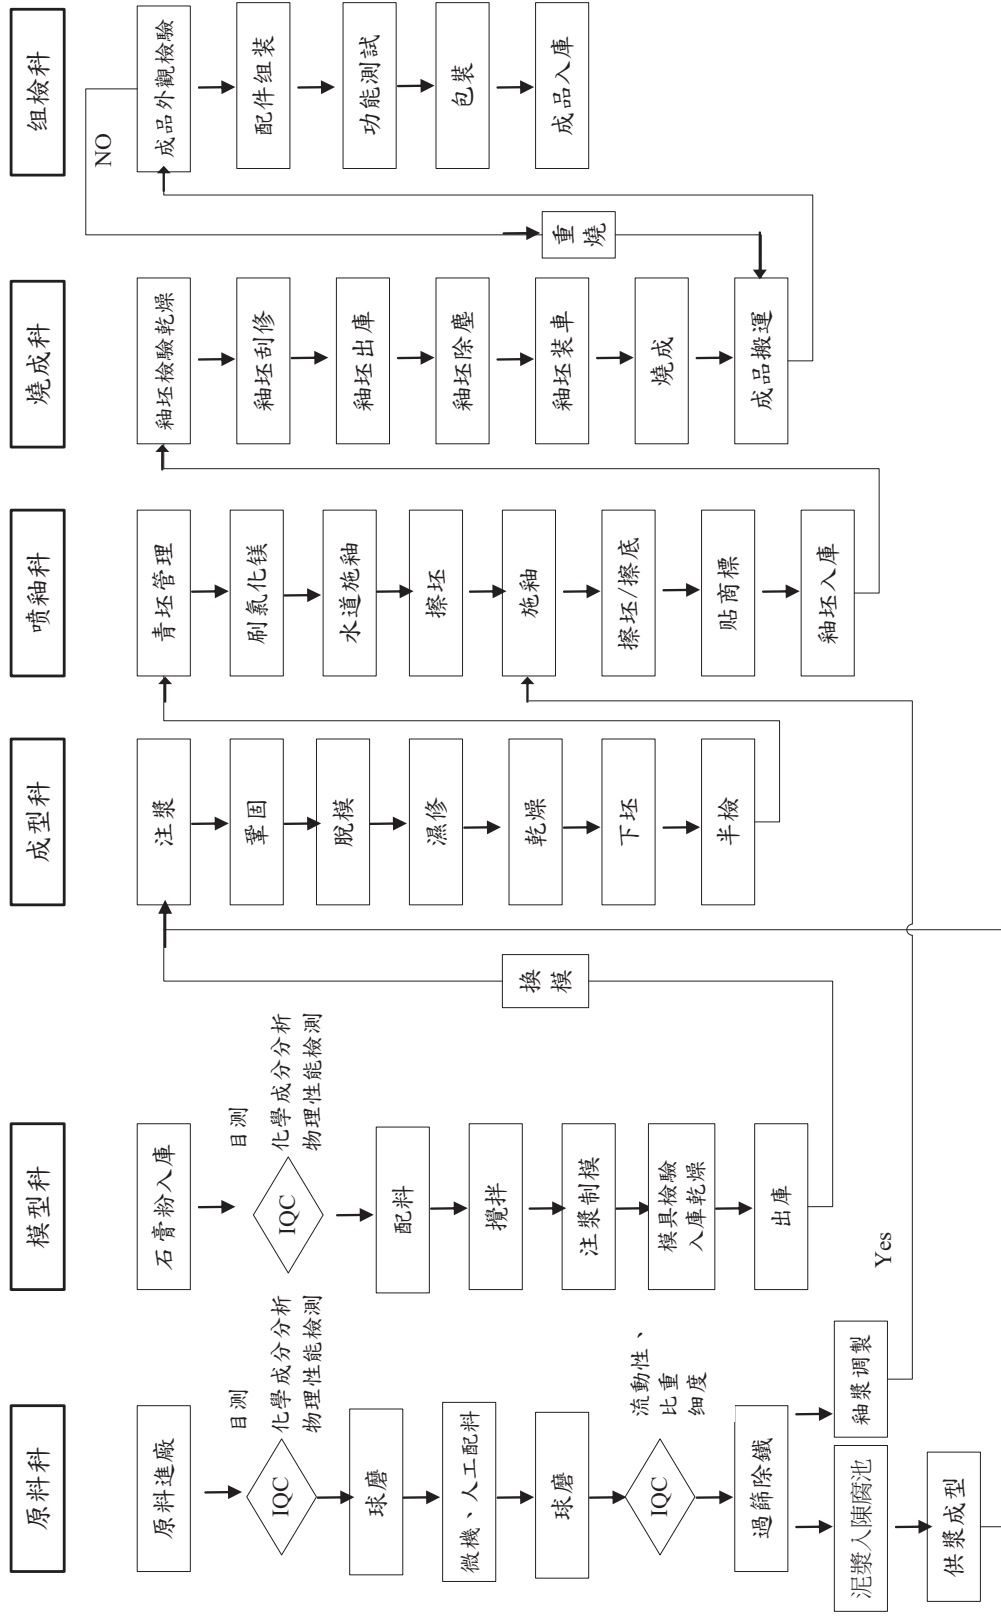 原料科
原料進廠
目测
化學成分分析
物理性能檢測
IQC
球磨
微機、人工配料
球磨
流動性、
比重
细度
IQC
過篩除鐵
泥漿入陳腐池
供漿成型
釉漿调製
Yes
模型科
石膏粉入庫
目测
化學成分分析
物理性能檢測
IQC
配料
攪拌
注漿制模
模具檢驗
入庫乾燥
出庫
換
模
成型科
注漿
鞏固
脫模
濕修
乾燥
下坯
半檢
喷釉科
青坯管理
刷氯化镁
水道施釉
擦坯
施釉
擦坯/擦底
贴商標
釉坯入庫
燒成科
釉坯檢驗乾燥
釉坯刮修
釉坯出庫
釉坯除塵
釉坯装車
燒成
成品搬運
重
燒
NO
组檢科
成品外觀檢驗
配件组装
功能測試
包裝
成品入庫